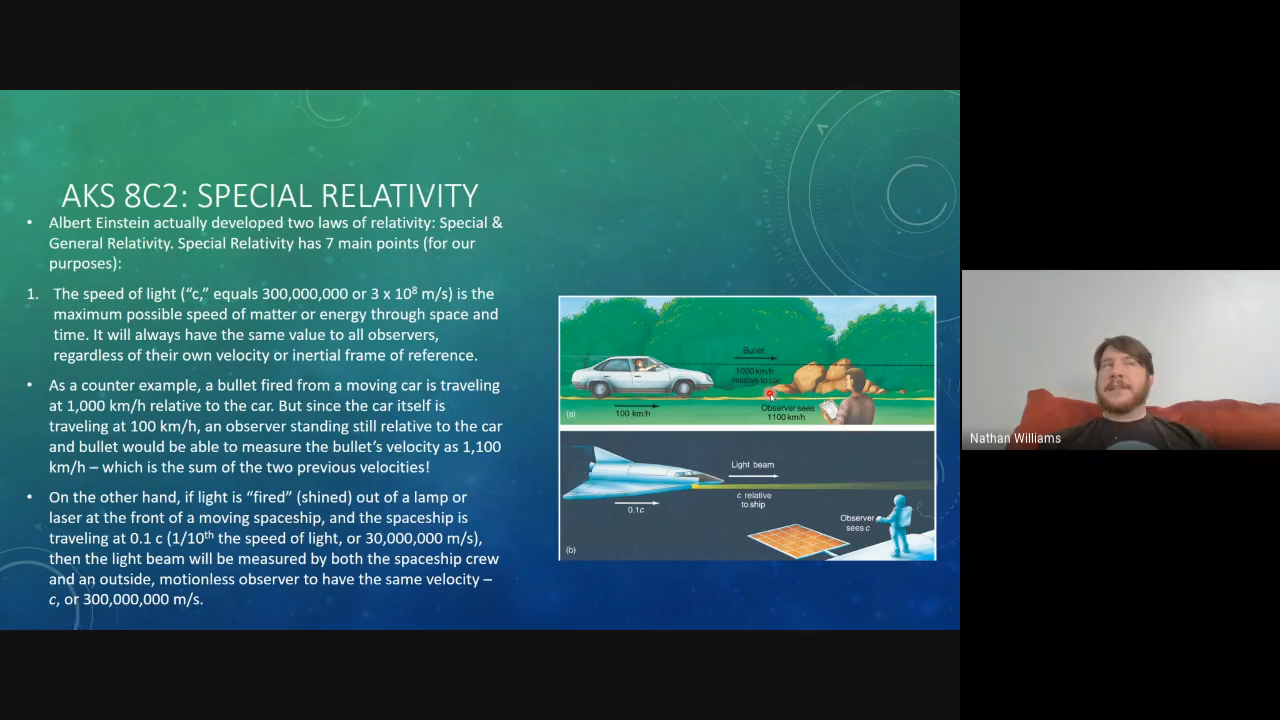 AKS 8C2: SPECIAL RELATIVITY
• Albert Einstein actually developed two laws of relativity: Special &
General Relativity. Special Relativity has 7 main points (for our
purposes):
1. The speed of light (“c,” equals 300,000,000 or 3 x 10⁸ m/s) is the
maximum possible speed of matter or energy through space and
time. It will always have the same value to all observers,
regardless of their own velocity or inertial frame of reference.
• As a counter example, a bullet fired from a moving car is traveling
at 1,000 km/h relative to the car. But since the car itself is
traveling at 100 km/h, an observer standing still relative to the car
and bullet would be able to measure the bullet’s velocity as 1,100
km/h – which is the sum of the two previous velocities!
• On the other hand, if light is “fired” (shined) out of a lamp or
laser at the front of a moving spaceship, and the spaceship is
traveling at 0.1 c (1/10ᵗʰ the speed of light, or 30,000,000 m/s),
then the light beam will be measured by both the spaceship crew
and an outside, motionless observer to have the same velocity –
c, or 300,000,000 m/s.
Bullet
1000 km/h
relative to car
100 km/h
Observer sees
1100 km/h
(a)
Light beam
c relative
to ship
0.1c
Observer
sees c
(b)
Nathan Williams